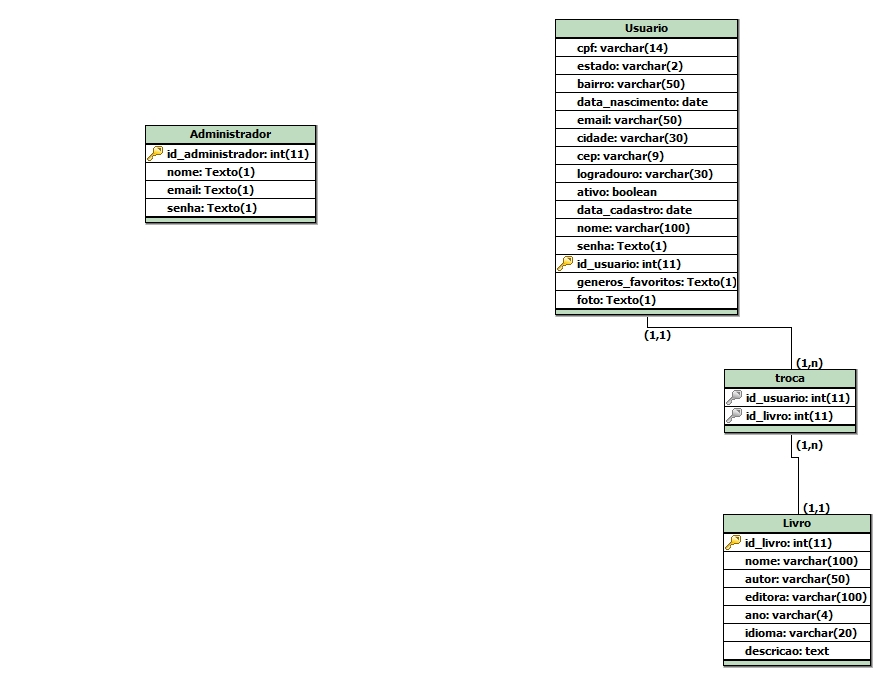 Administrador
id_administrador: int(11)
nome: Texto(1)
email: Texto(1)
senha: Texto(1)
Usuario
cpf: varchar(14)
estado: varchar(2)
bairro: varchar(50)
data_nascimento: date
email: varchar(50)
cidade: varchar(30)
cep: varchar(9)
logradouro: varchar(30)
ativo: boolean
data_cadastro: date
nome: varchar(100)
senha: Texto(1)
id_usuario: int(11)
generos_favoritos: Texto(1)
foto: Texto(1)
(1,1)
(1,n)
troca
id_usuario: int(11)
id_livro: int(11)
(1,n)
(1,1)
Livro
id_livro: int(11)
nome: varchar(100)
autor: varchar(50)
editora: varchar(100)
ano: varchar(4)
idioma: varchar(20)
descricao: text